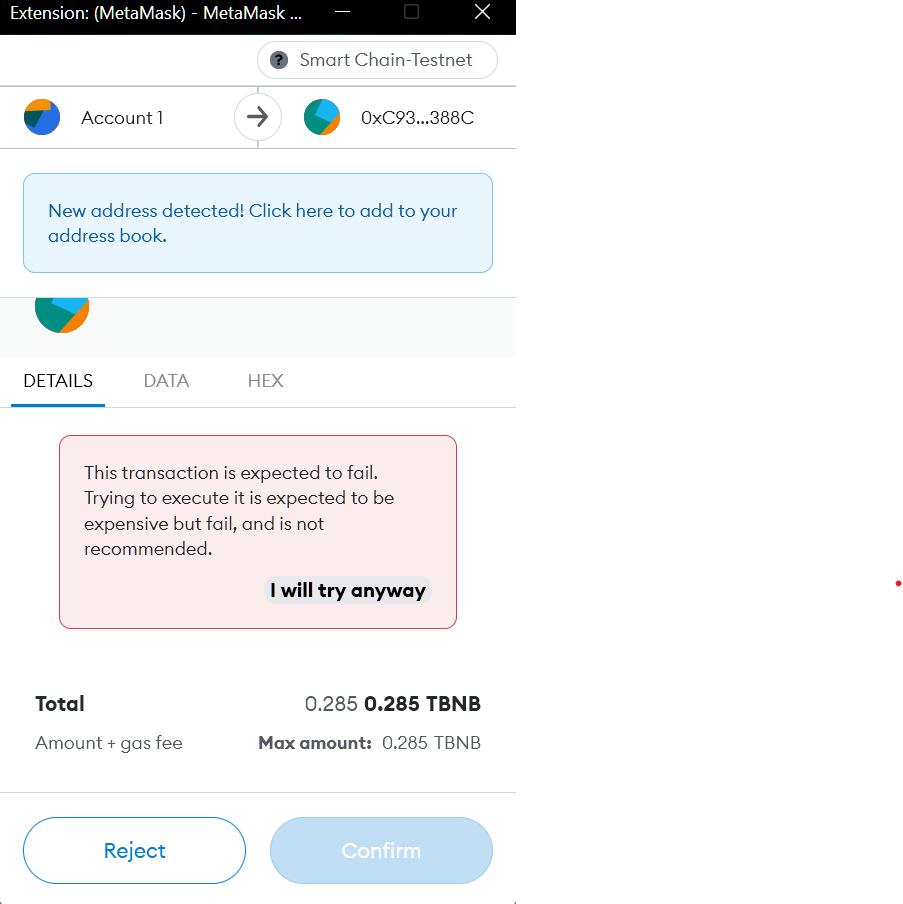 Extension: (MetaMask) - MetaMask ...
? Smart Chain-Testnet
Account 1
0xC93...388C
New address detected! Click here to add to your
address book.
DETAILS DATA HEX
This transaction is expected to fail.
Trying to execute it is expected to be
expensive but fail, and is not
recommended.
I will try anyway
Total 0.285 0.285 TBNB
Amount + gas fee Max amount: 0.285 TBNB
Reject Confirm